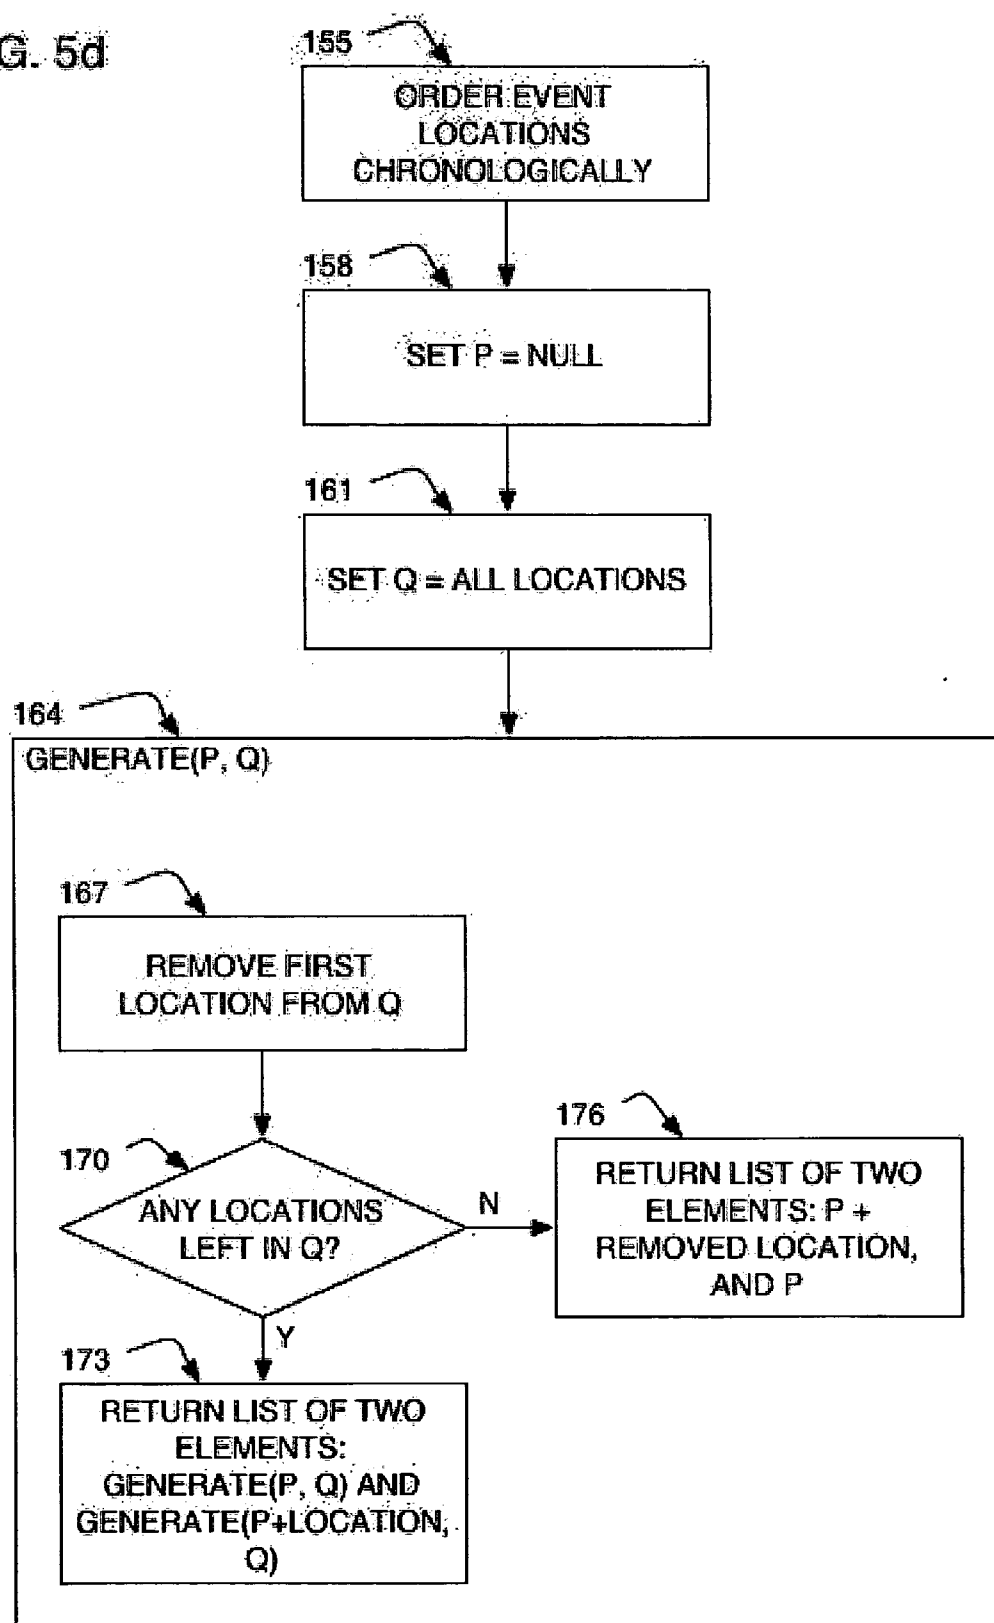 G. 5d
155
ORDER EVENT
LOCATIONS
CHRONOLOGICALLY
158
SET P = NULL
161
SET Q = ALL LOCATIONS
164
GENERATE(P, Q)
167
REMOVE FIRST
LOCATION FROM Q
170
ANY LOCATIONS
LEFT IN Q?
N
176
RETURN LIST OF TWO
ELEMENTS: P +
REMOVED LOCATION,
AND P
Y
173
RETURN LIST OF TWO
ELEMENTS:
GENERATE(P, Q) AND
GENERATE(P+LOCATION,
Q)